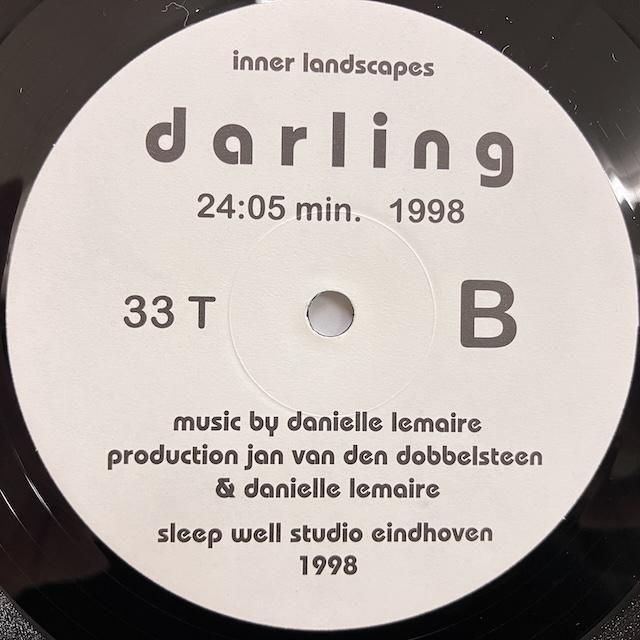 inner landscapes
darling
24:05 min. 1998
33 T B
music by danielle lemaire
production jan van den dobbelsteen
& danielle lemaire
sleep well studio eindhoven
1998